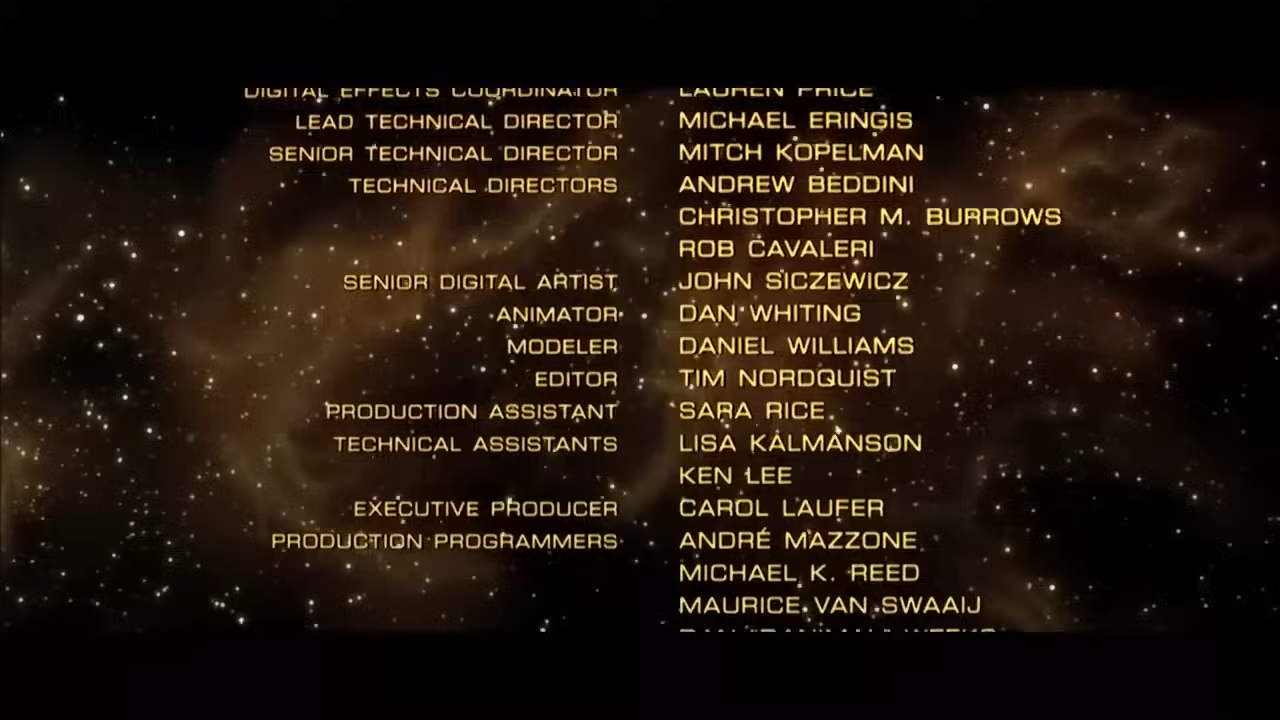 DIGITAL EFFECTS COORDINATOR LAUREN PRICE
LEAD TECHNICAL DIRECTOR MICHAEL ERINGIS
SENIOR TECHNICAL DIRECTOR MITCH KOPELMAN
TECHNICAL DIRECTORS ANDREW BEDDINI
CHRISTOPHER M. BURROWS
ROB CAVALERI
SENIOR DIGITAL ARTIST JOHN SICZEWICZ
ANIMATOR DAN WHITING
MODELER DANIEL WILLIAMS
EDITOR TIM NORDQUIST
PRODUCTION ASSISTANT SARA RICE
TECHNICAL ASSISTANTS LISA KALMANSON
KEN LEE
EXECUTIVE PRODUCER CAROL LAUFER
PRODUCTION PROGRAMMERS ANDRÉ MAZZONE
MICHAEL K. REED
MAURICE VAN SWAAIJ